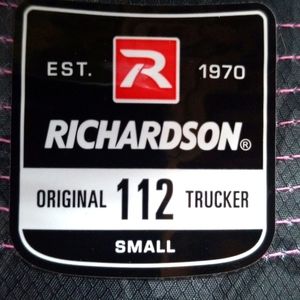 EST. R 1970
RICHARDSON®
ORIGINAL 112 TRUCKER
SMALL